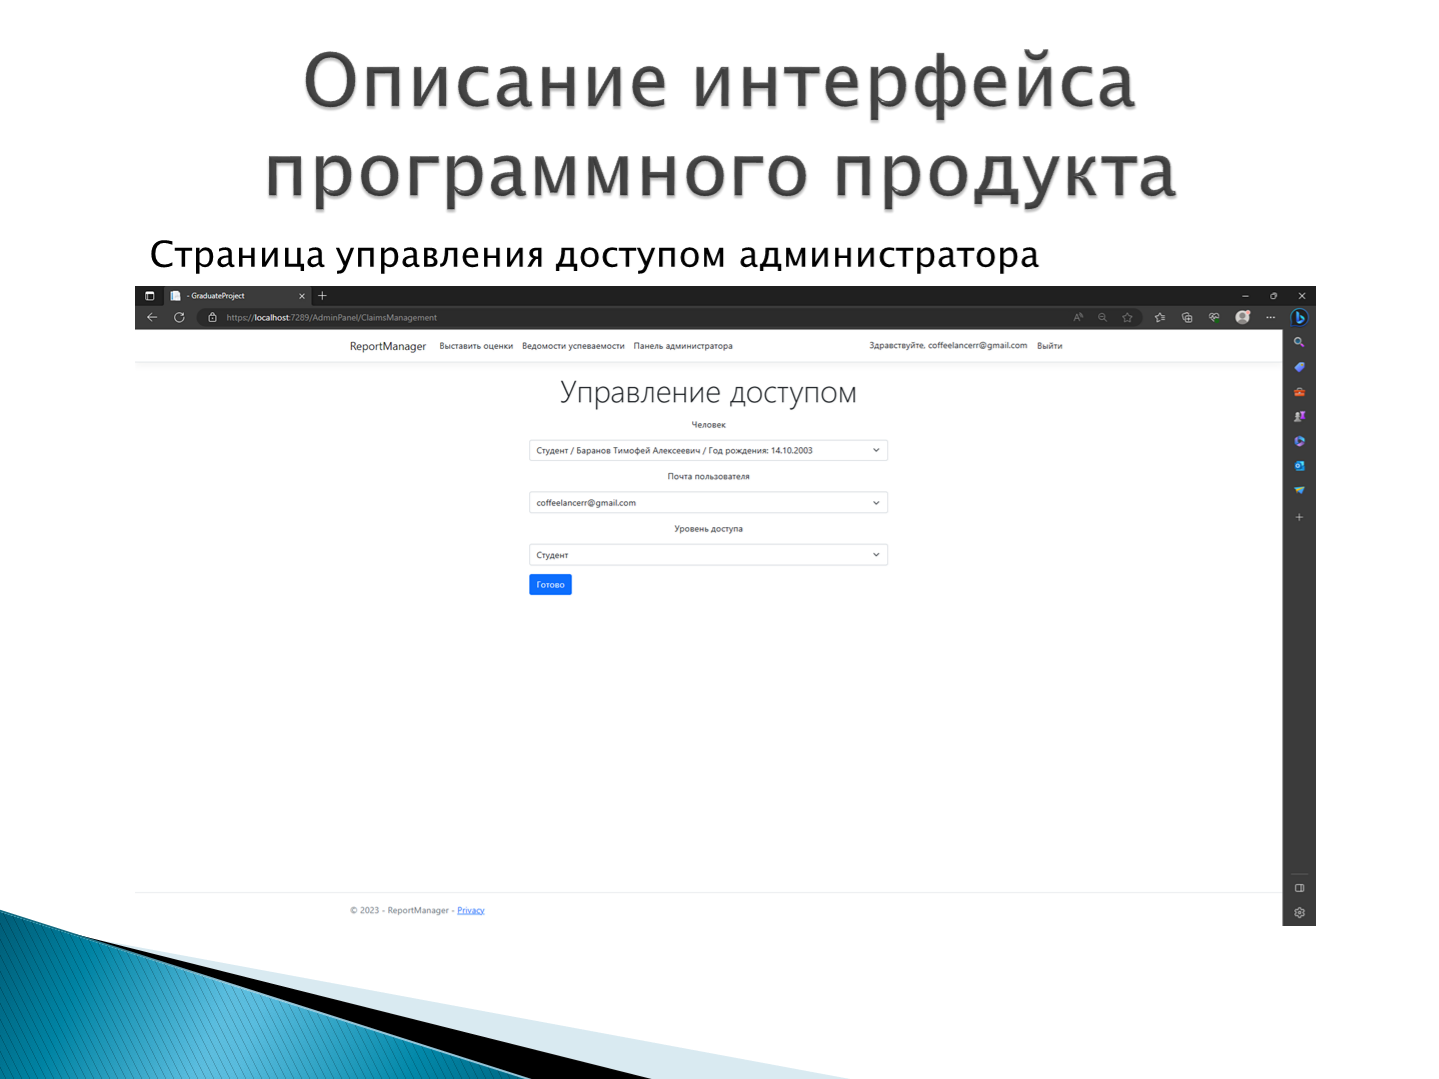 Описание интерфейса
программного продукта
Страница управления доступом администратора
- GraduateProject
https://localhost:7289/AdminPanel/ClaimsManagement
ReportManager Выставить оценки Ведомости успеваемости Панель администратора Здравствуйте, coffeelancerr@gmail.com Выйти
Управление доступом
Человек
Студент / Баранов Тимофей Алексеевич / Год рождения: 14.10.2003
Почта пользователя
coffeelancerr@gmail.com
Уровень доступа
Студент
Готово
© 2023 - ReportManager - Privacy